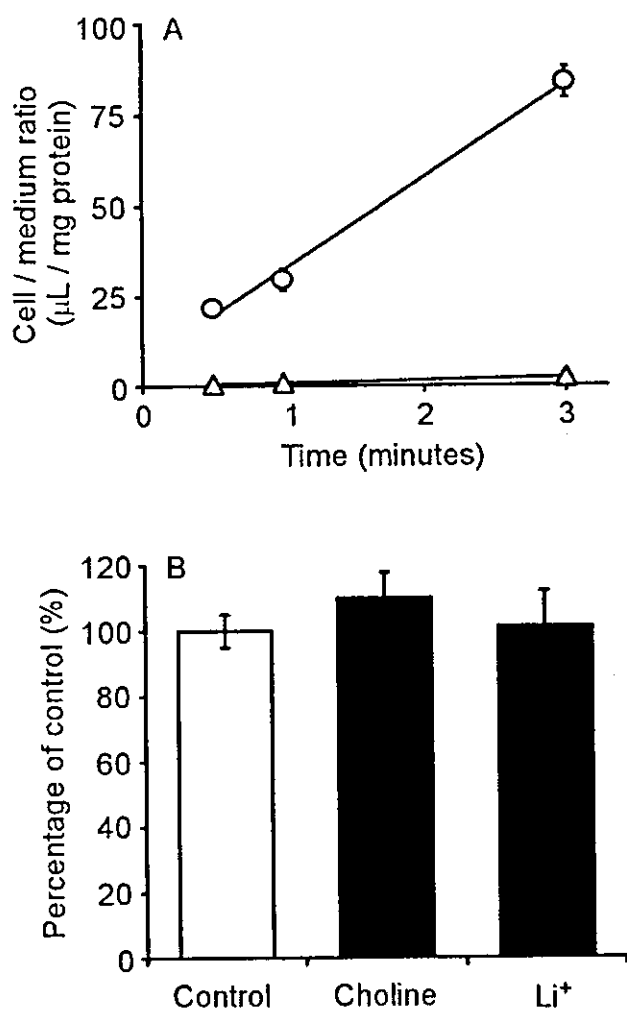 A
100
75
50
25
0
Cell / medium ratio
(μL / mg protein)
0 1 2 3
Time (minutes)
B
120
100
80
60
40
20
0
Percentage of control (%)
Control Choline Li⁺